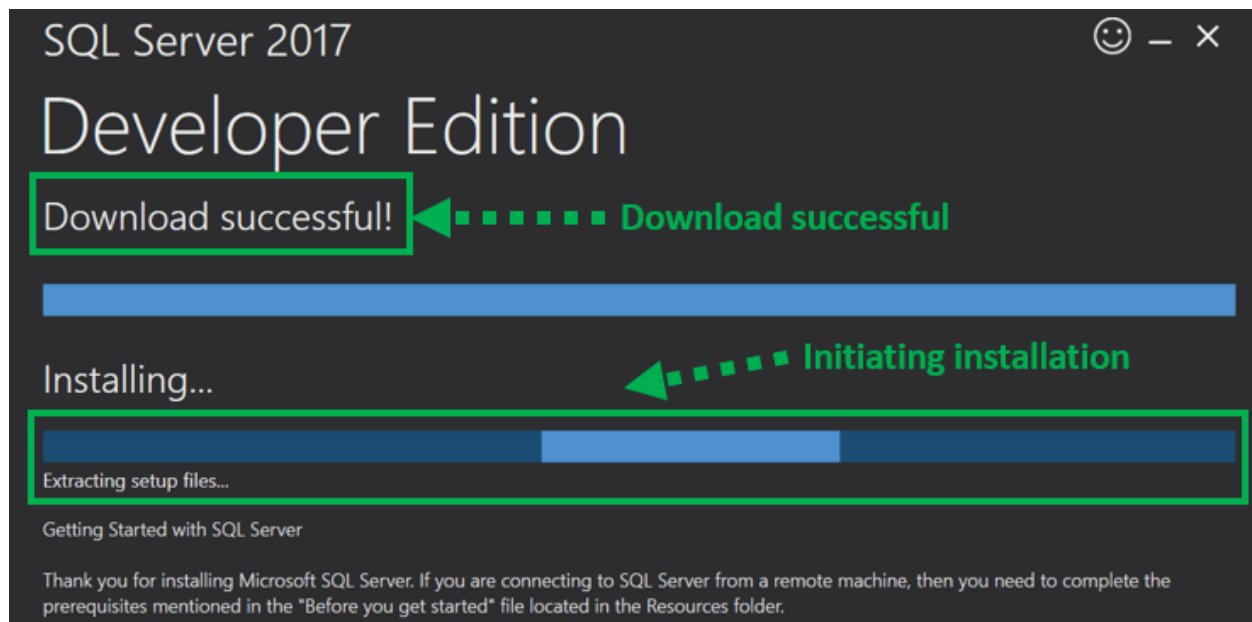 SQL Server 2017
Developer Edition
Download successful!
Download successful
Initiating installation
Installing...
Extracting setup files...
Getting Started with SQL Server
Thank you for installing Microsoft SQL Server. If you are connecting to SQL Server from a remote machine, then you need to complete the
prerequisites mentioned in the "Before you get started" file located in the Resources folder.